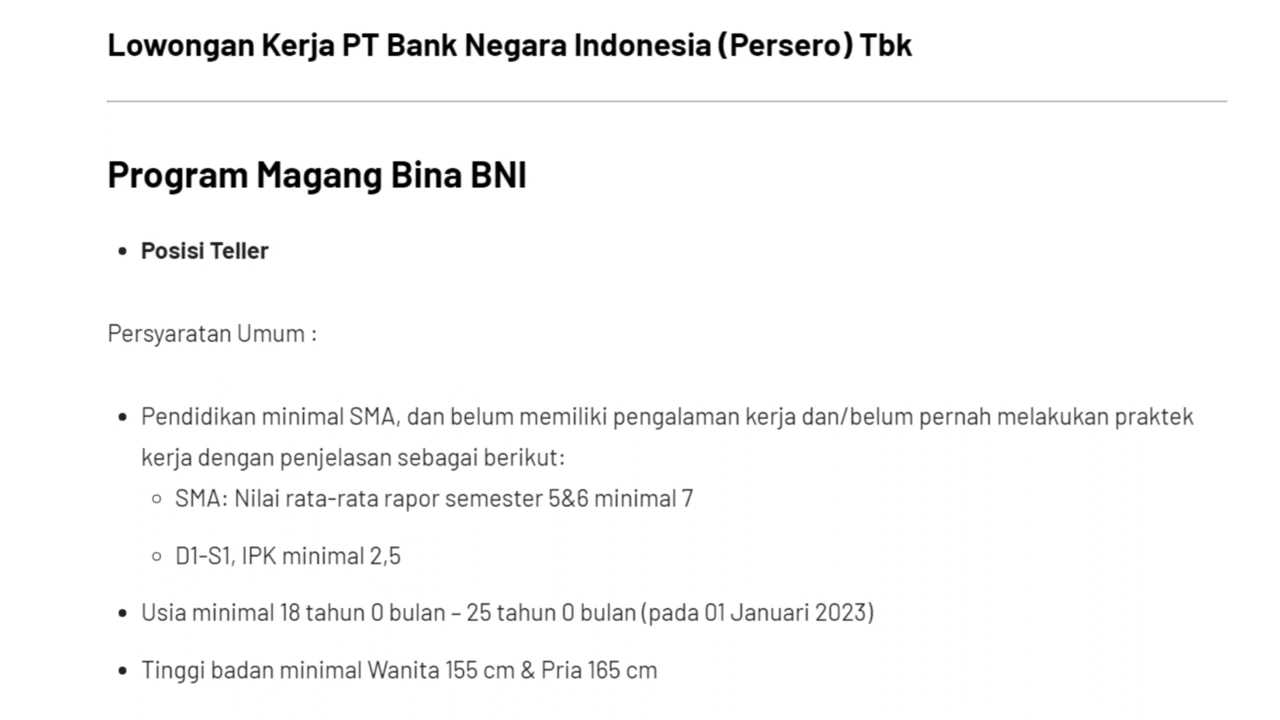 Lowongan Kerja PT Bank Negara Indonesia (Persero) Tbk
Program Magang Bina BNI
• Posisi Teller
Persyaratan Umum :
• Pendidikan minimal SMA, dan belum memiliki pengalaman kerja dan/belum pernah melakukan praktek
kerja dengan penjelasan sebagai berikut:
◦ SMA: Nilai rata-rata rapor semester 5&6 minimal 7
◦ D1-S1, IPK minimal 2,5
• Usia minimal 18 tahun 0 bulan – 25 tahun 0 bulan (pada 01 Januari 2023)
• Tinggi badan minimal Wanita 155 cm & Pria 165 cm